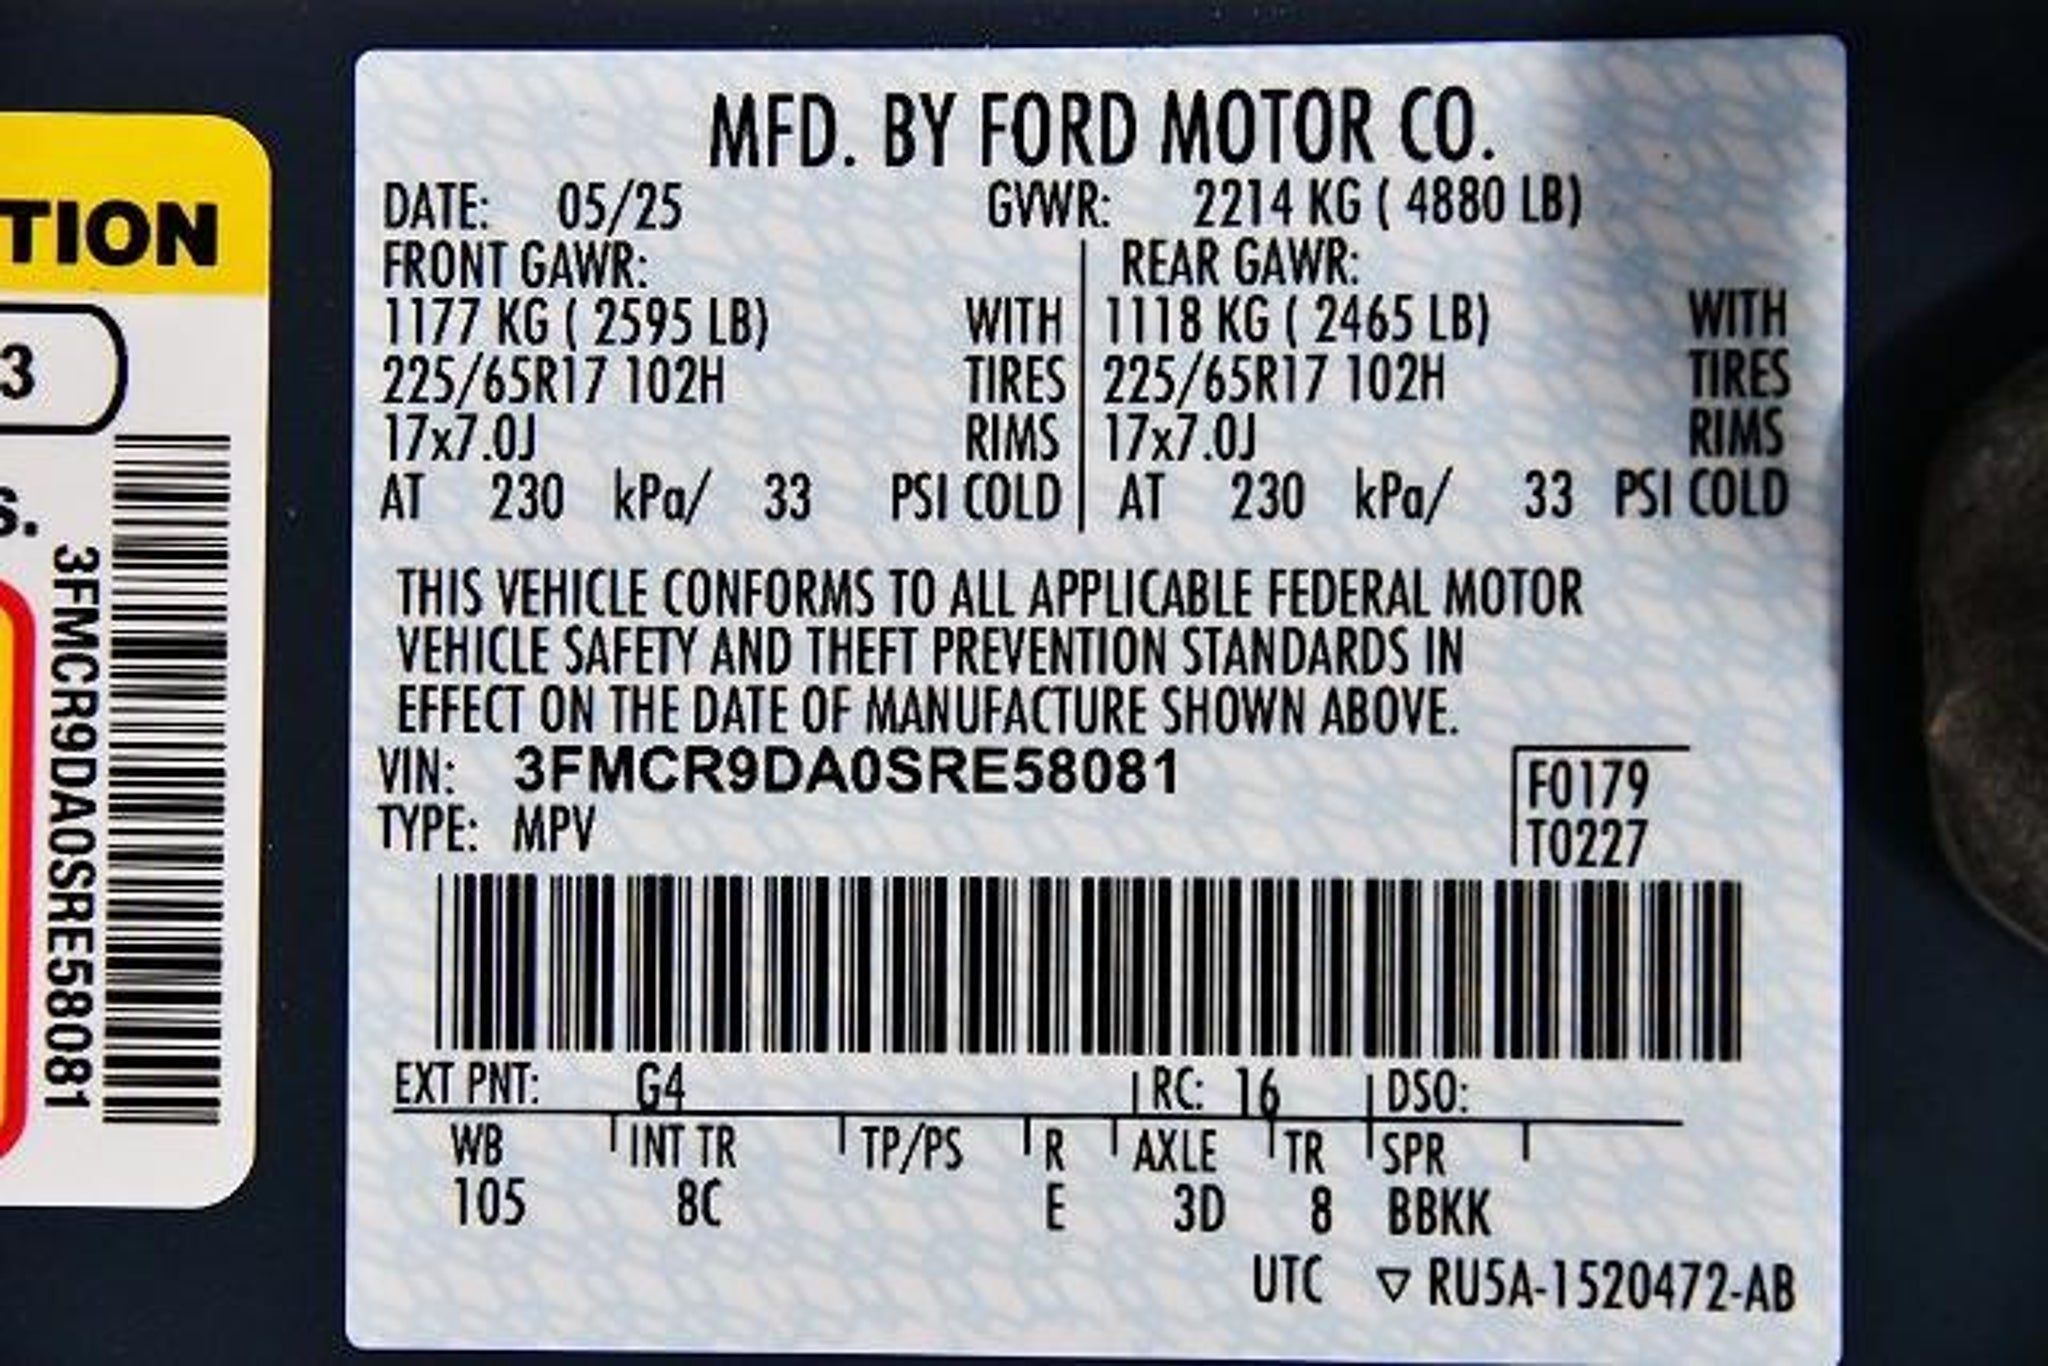 TION
3
S.
3FMCR9DA0SRE58081
MFD. BY FORD MOTOR CO.
DATE: 05/25 GVWR: 2214 KG ( 4880 LB)
FRONT GAWR: REAR GAWR:
1177 KG ( 2595 LB) WITH 1118 KG ( 2465 LB) WITH
225/65R17 102H TIRES 225/65R17 102H TIRES
17x7.0J RIMS 17x7.0J RIMS
AT 230 kPa/ 33 PSI COLD AT 230 kPa/ 33 PSI COLD
THIS VEHICLE CONFORMS TO ALL APPLICABLE FEDERAL MOTOR
VEHICLE SAFETY AND THEFT PREVENTION STANDARDS IN
EFFECT ON THE DATE OF MANUFACTURE SHOWN ABOVE.
VIN: 3FMCR9DA0SRE58081 F0179
TYPE: MPV T0227
EXT PNT: G4 RC: 16 DSO:
WB INT TR TP/PS R AXLE TR SPR
105 8C E 3D 8 BBKK
UTC ▽ RU5A-1520472-AB